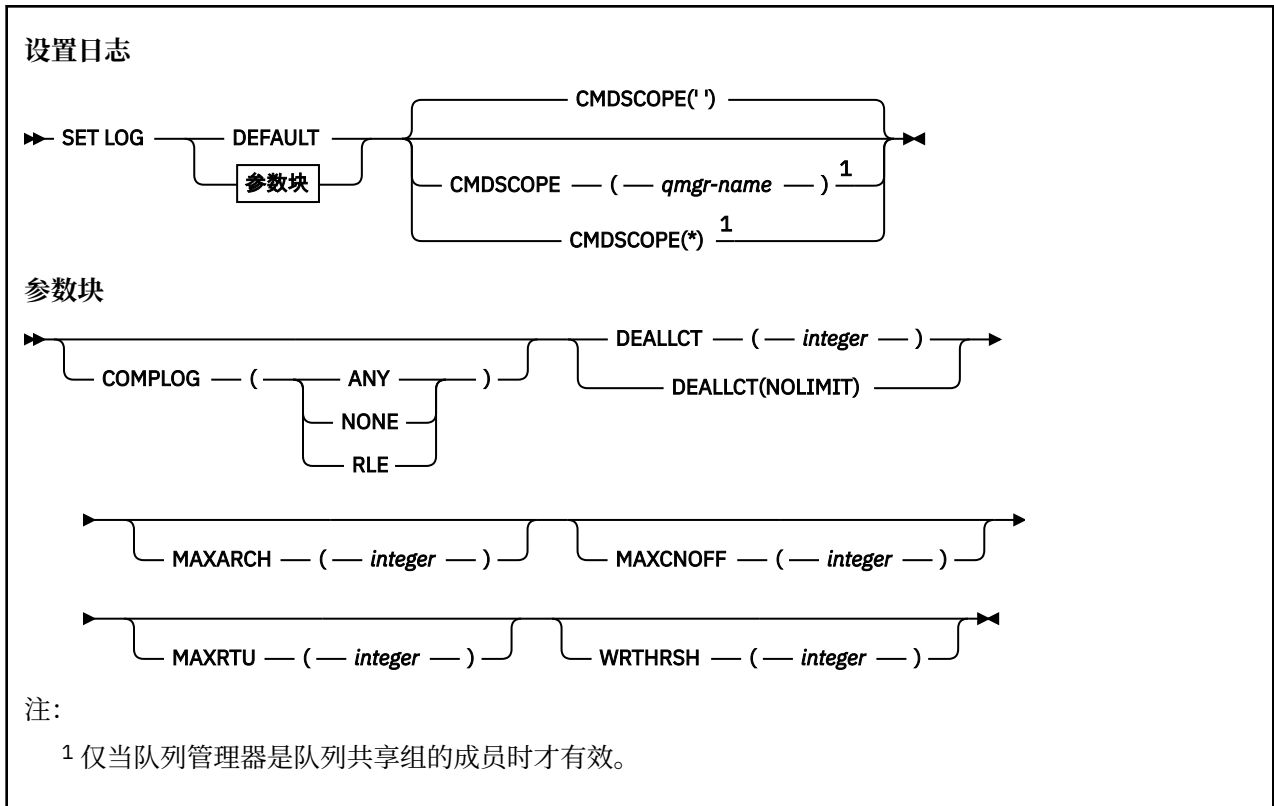 设置日志
CMDSCOPE(' ')
SET LOG DEFAULT
参数块
CMDSCOPE ( qmgr-name ) 1
CMDSCOPE(*) 1
参数块
DEALLCT ( integer )
COMPLOG ( ANY ) DEALLCT(NOLIMIT)
NONE
RLE
MAXARCH ( integer ) MAXCNOFF ( integer )
MAXRTU ( integer ) WRTHRSH ( integer )
注：
1 仅当队列管理器是队列共享组的成员时才有效。